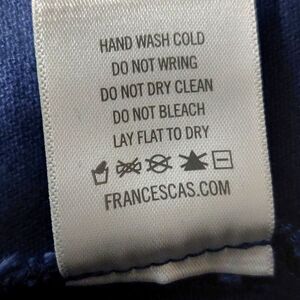 HAND WASH COLD
DO NOT WRING
DO NOT DRY CLEAN
DO NOT BLEACH
LAY FLAT TO DRY
FRANCESCAS.COM